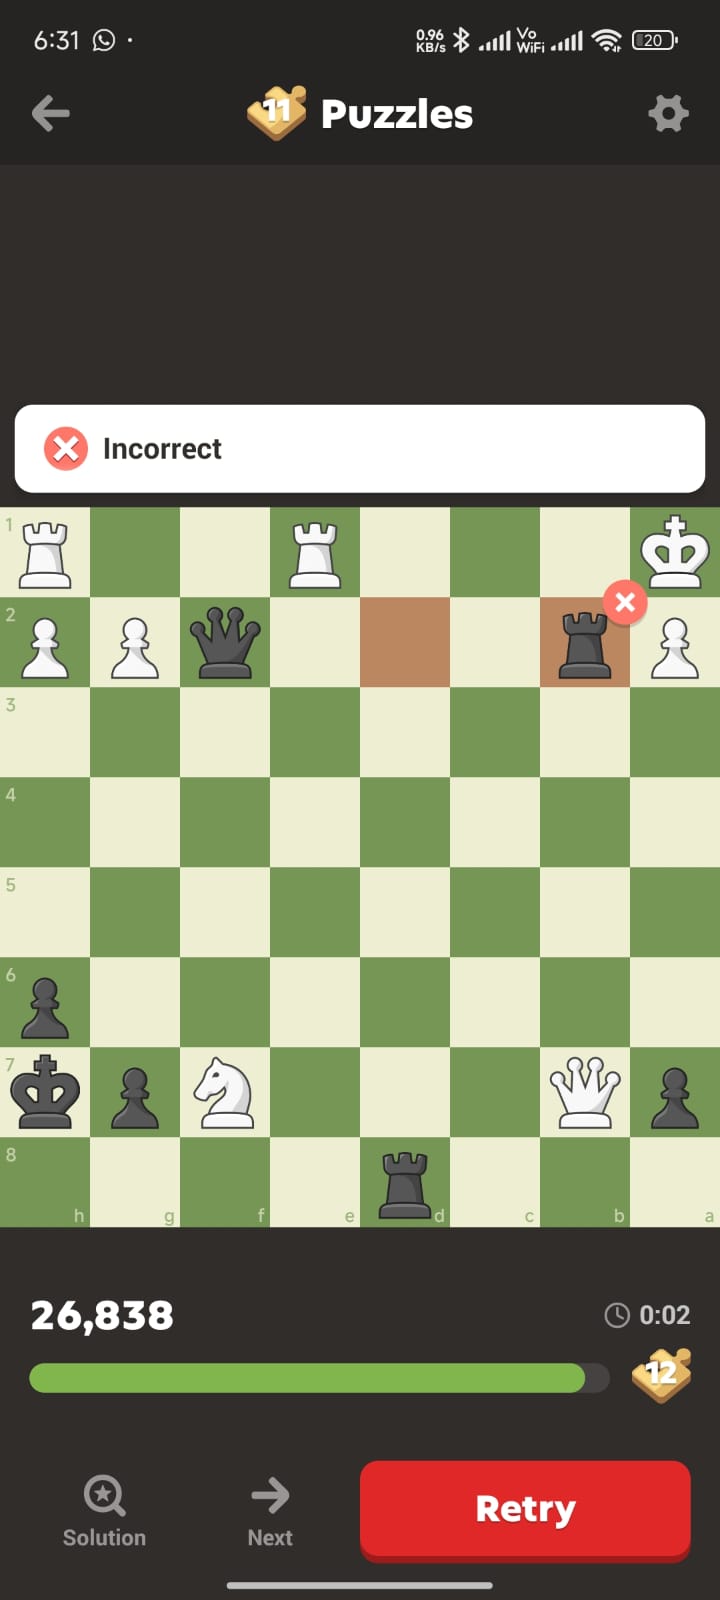 6:31
0.96 KB/s
Vo WiFi
20
11 Puzzles
Incorrect
1
2
3
4
5
6
7
8
h g f e d c b a
26,838
0:02
12
Solution
Next
Retry